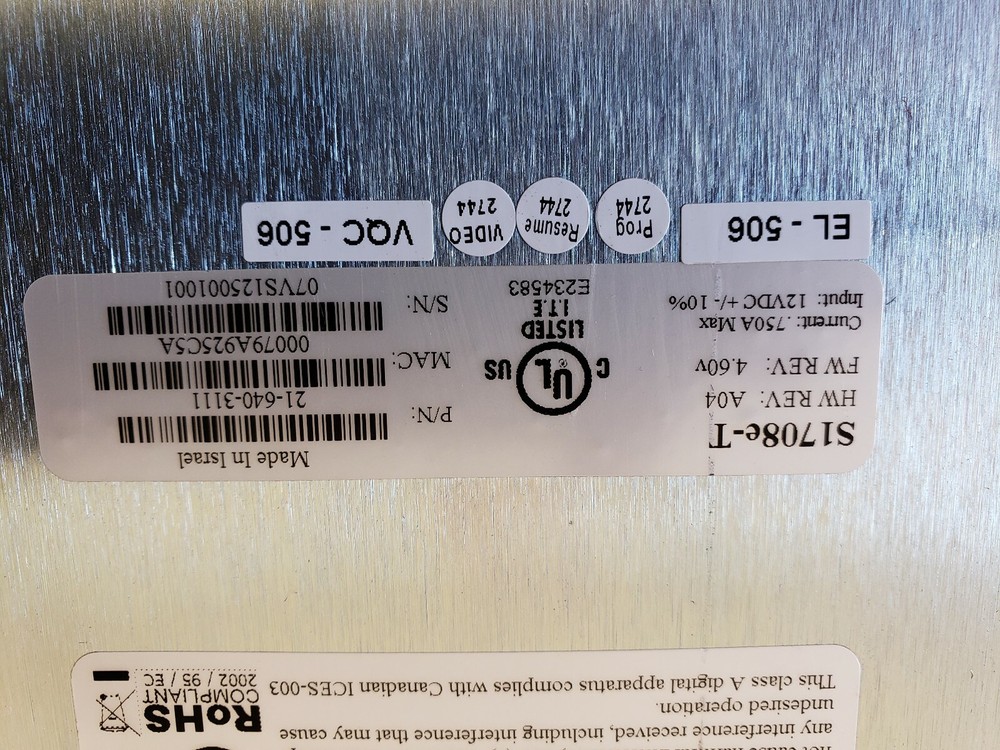 any interference received, including interference that may cause
undesired operation.
This class A digital apparatus complies with Canadian ICES-003
RoHS
COMPLIANT
2002 / 95 / EC
S1708e-T
HW REV: A04
FW REV: 4.60v
Current: .750A Max
Input: 12VDC +/- 10%
C UL US
®
LISTED
I.T.E
E234583
Made In Israel
P/N:
21-640-3111
MAC:
00079A925C5A
S/N:
07VS125001001
EL - 506
Prog
2744
Resume
2744
VIDEO
2744
VQC - 506